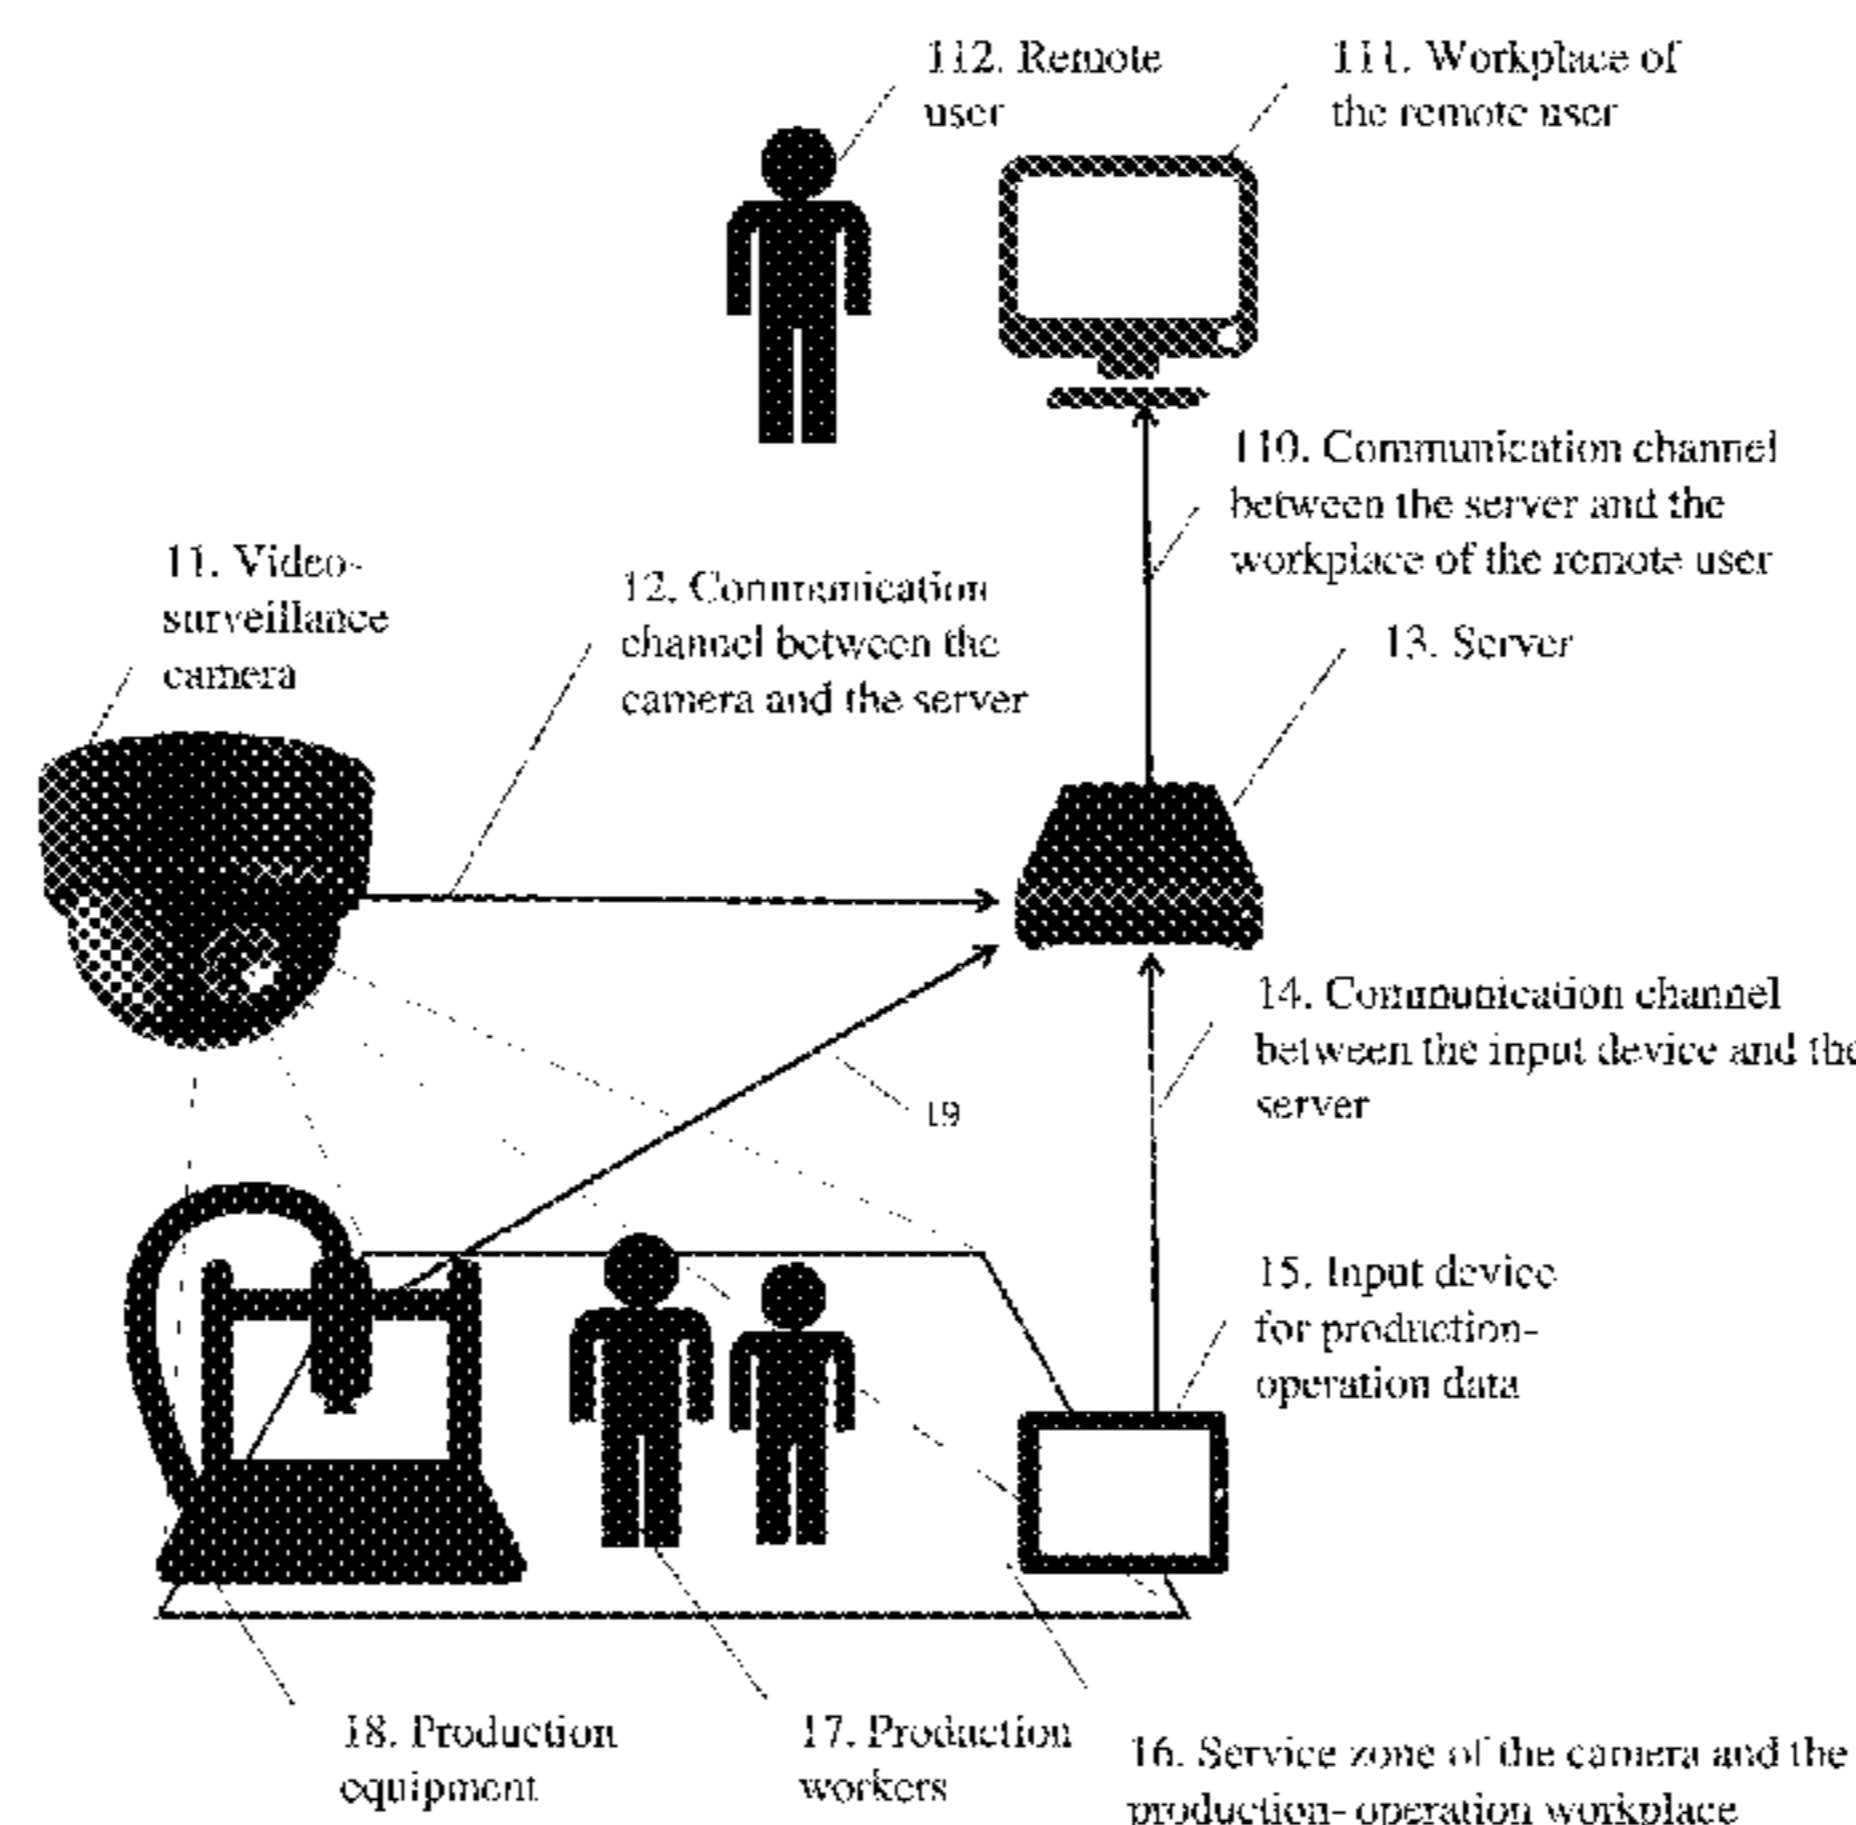 112. Remote
user
111. Workplace of
the remote user
110. Communication channel
between the server and the
workplace of the remote user
11. Video-
surveillance
camera
12. Communication
channel between the
camera and the server
13. Server
14. Communication channel
between the input device and the
server
19
15. Input device
for production-
operation data
18. Production
equipment
17. Production
workers
16. Service zone of the camera and the
production- operation workplace